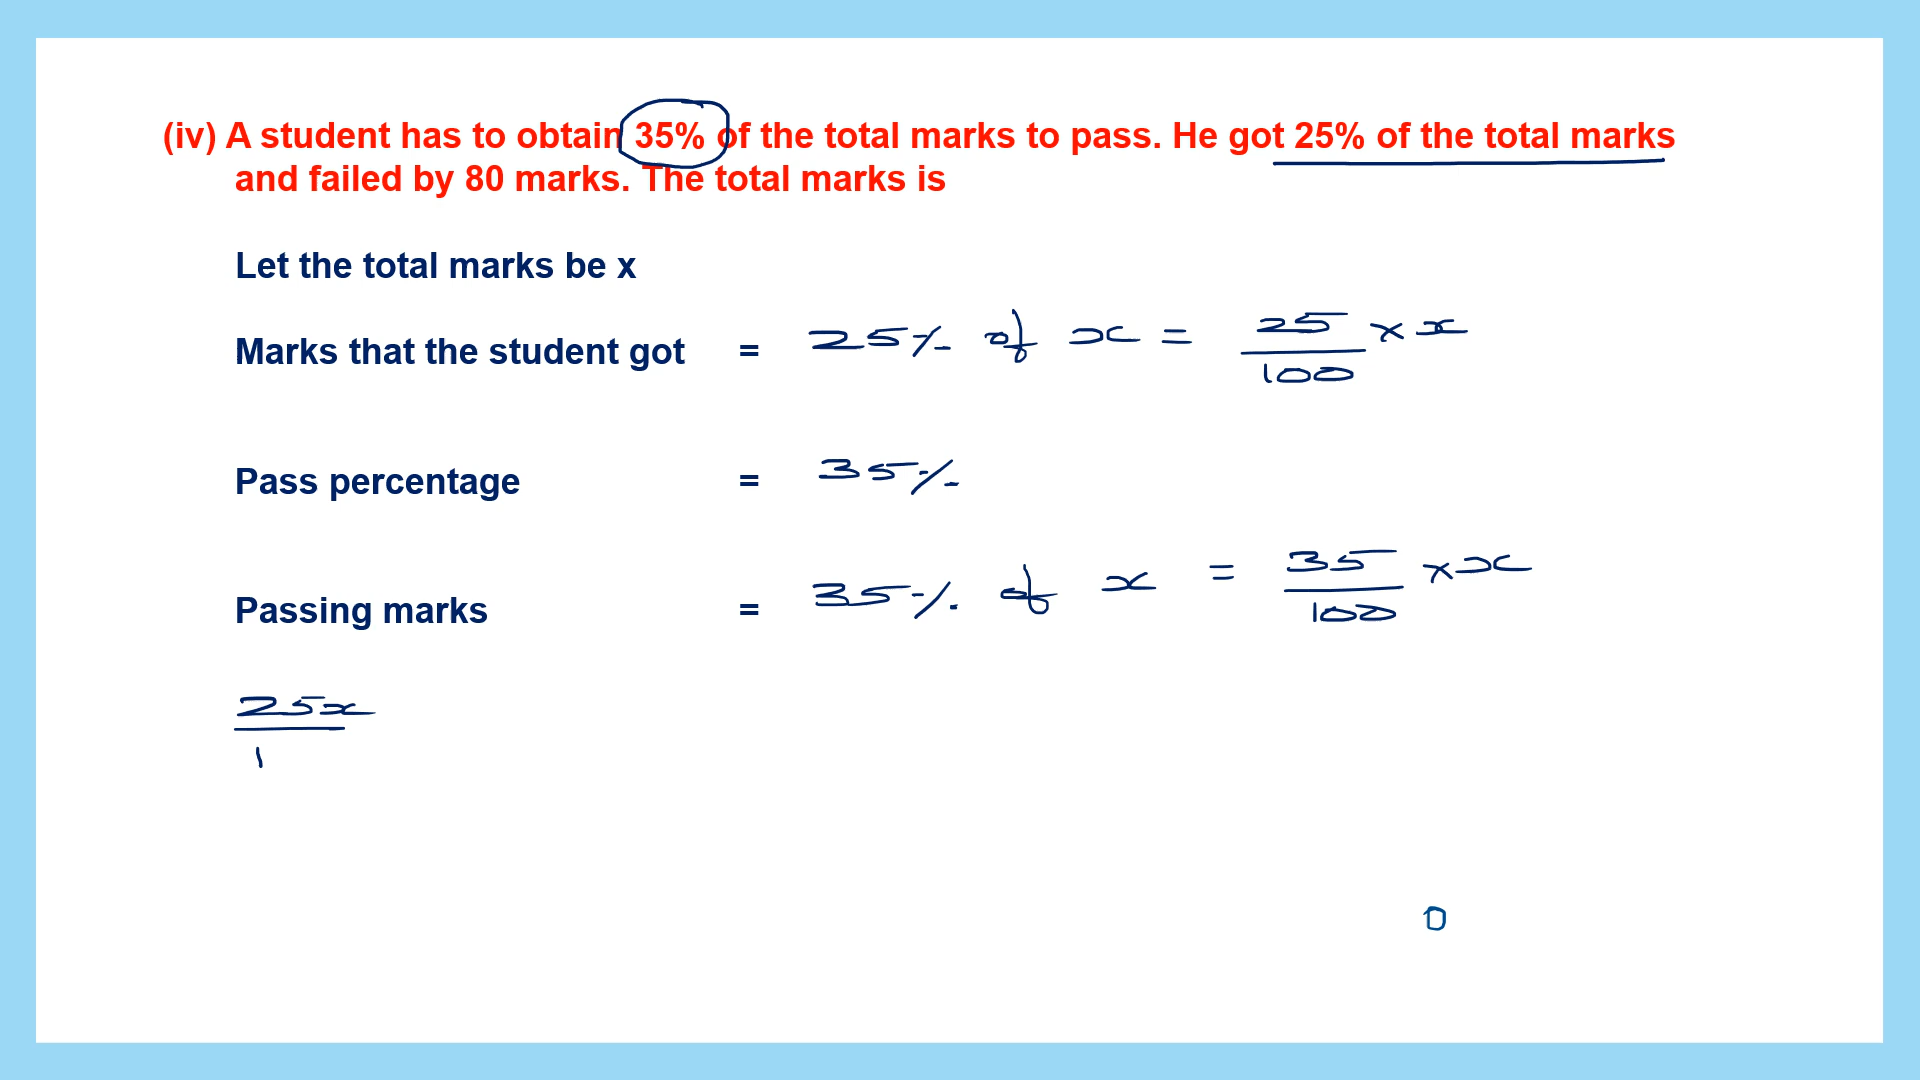 (iv) A student has to obtain 35% of the total marks to pass. He got 25% of the total marks
and failed by 80 marks. The total marks is
Let the total marks be x
Marks that the student got = 25% of x = 25/100 × x
Pass percentage = 35%
Passing marks = 35% of x = 35/100 × x
25x/1
0